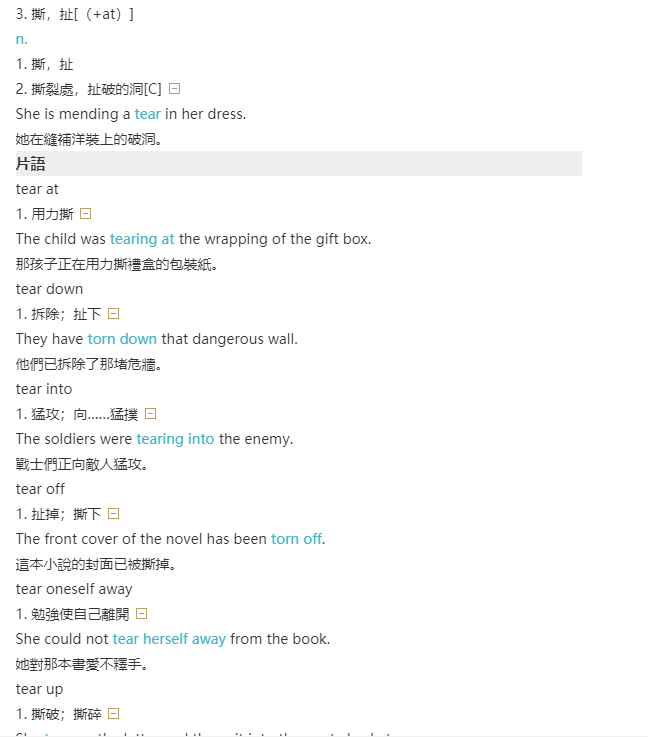 3. 撕，扯[（+at）]
n.
1. 撕，扯
2. 撕裂處，扯破的洞[C]
She is mending a tear in her dress.
她在縫補洋裝上的破洞。
片語
tear at
1. 用力撕
The child was tearing at the wrapping of the gift box.
那孩子正在用力撕禮盒的包裝紙。
tear down
1. 拆除；扯下
They have torn down that dangerous wall.
他們已拆除了那堵危牆。
tear into
1. 猛攻；向……猛撲
The soldiers were tearing into the enemy.
戰士們正向敵人猛攻。
tear off
1. 扯掉；撕下
The front cover of the novel has been torn off.
這本小說的封面已被撕掉。
tear oneself away
1. 勉強使自己離開
She could not tear herself away from the book.
她對那本書愛不釋手。
tear up
1. 撕破；撕碎